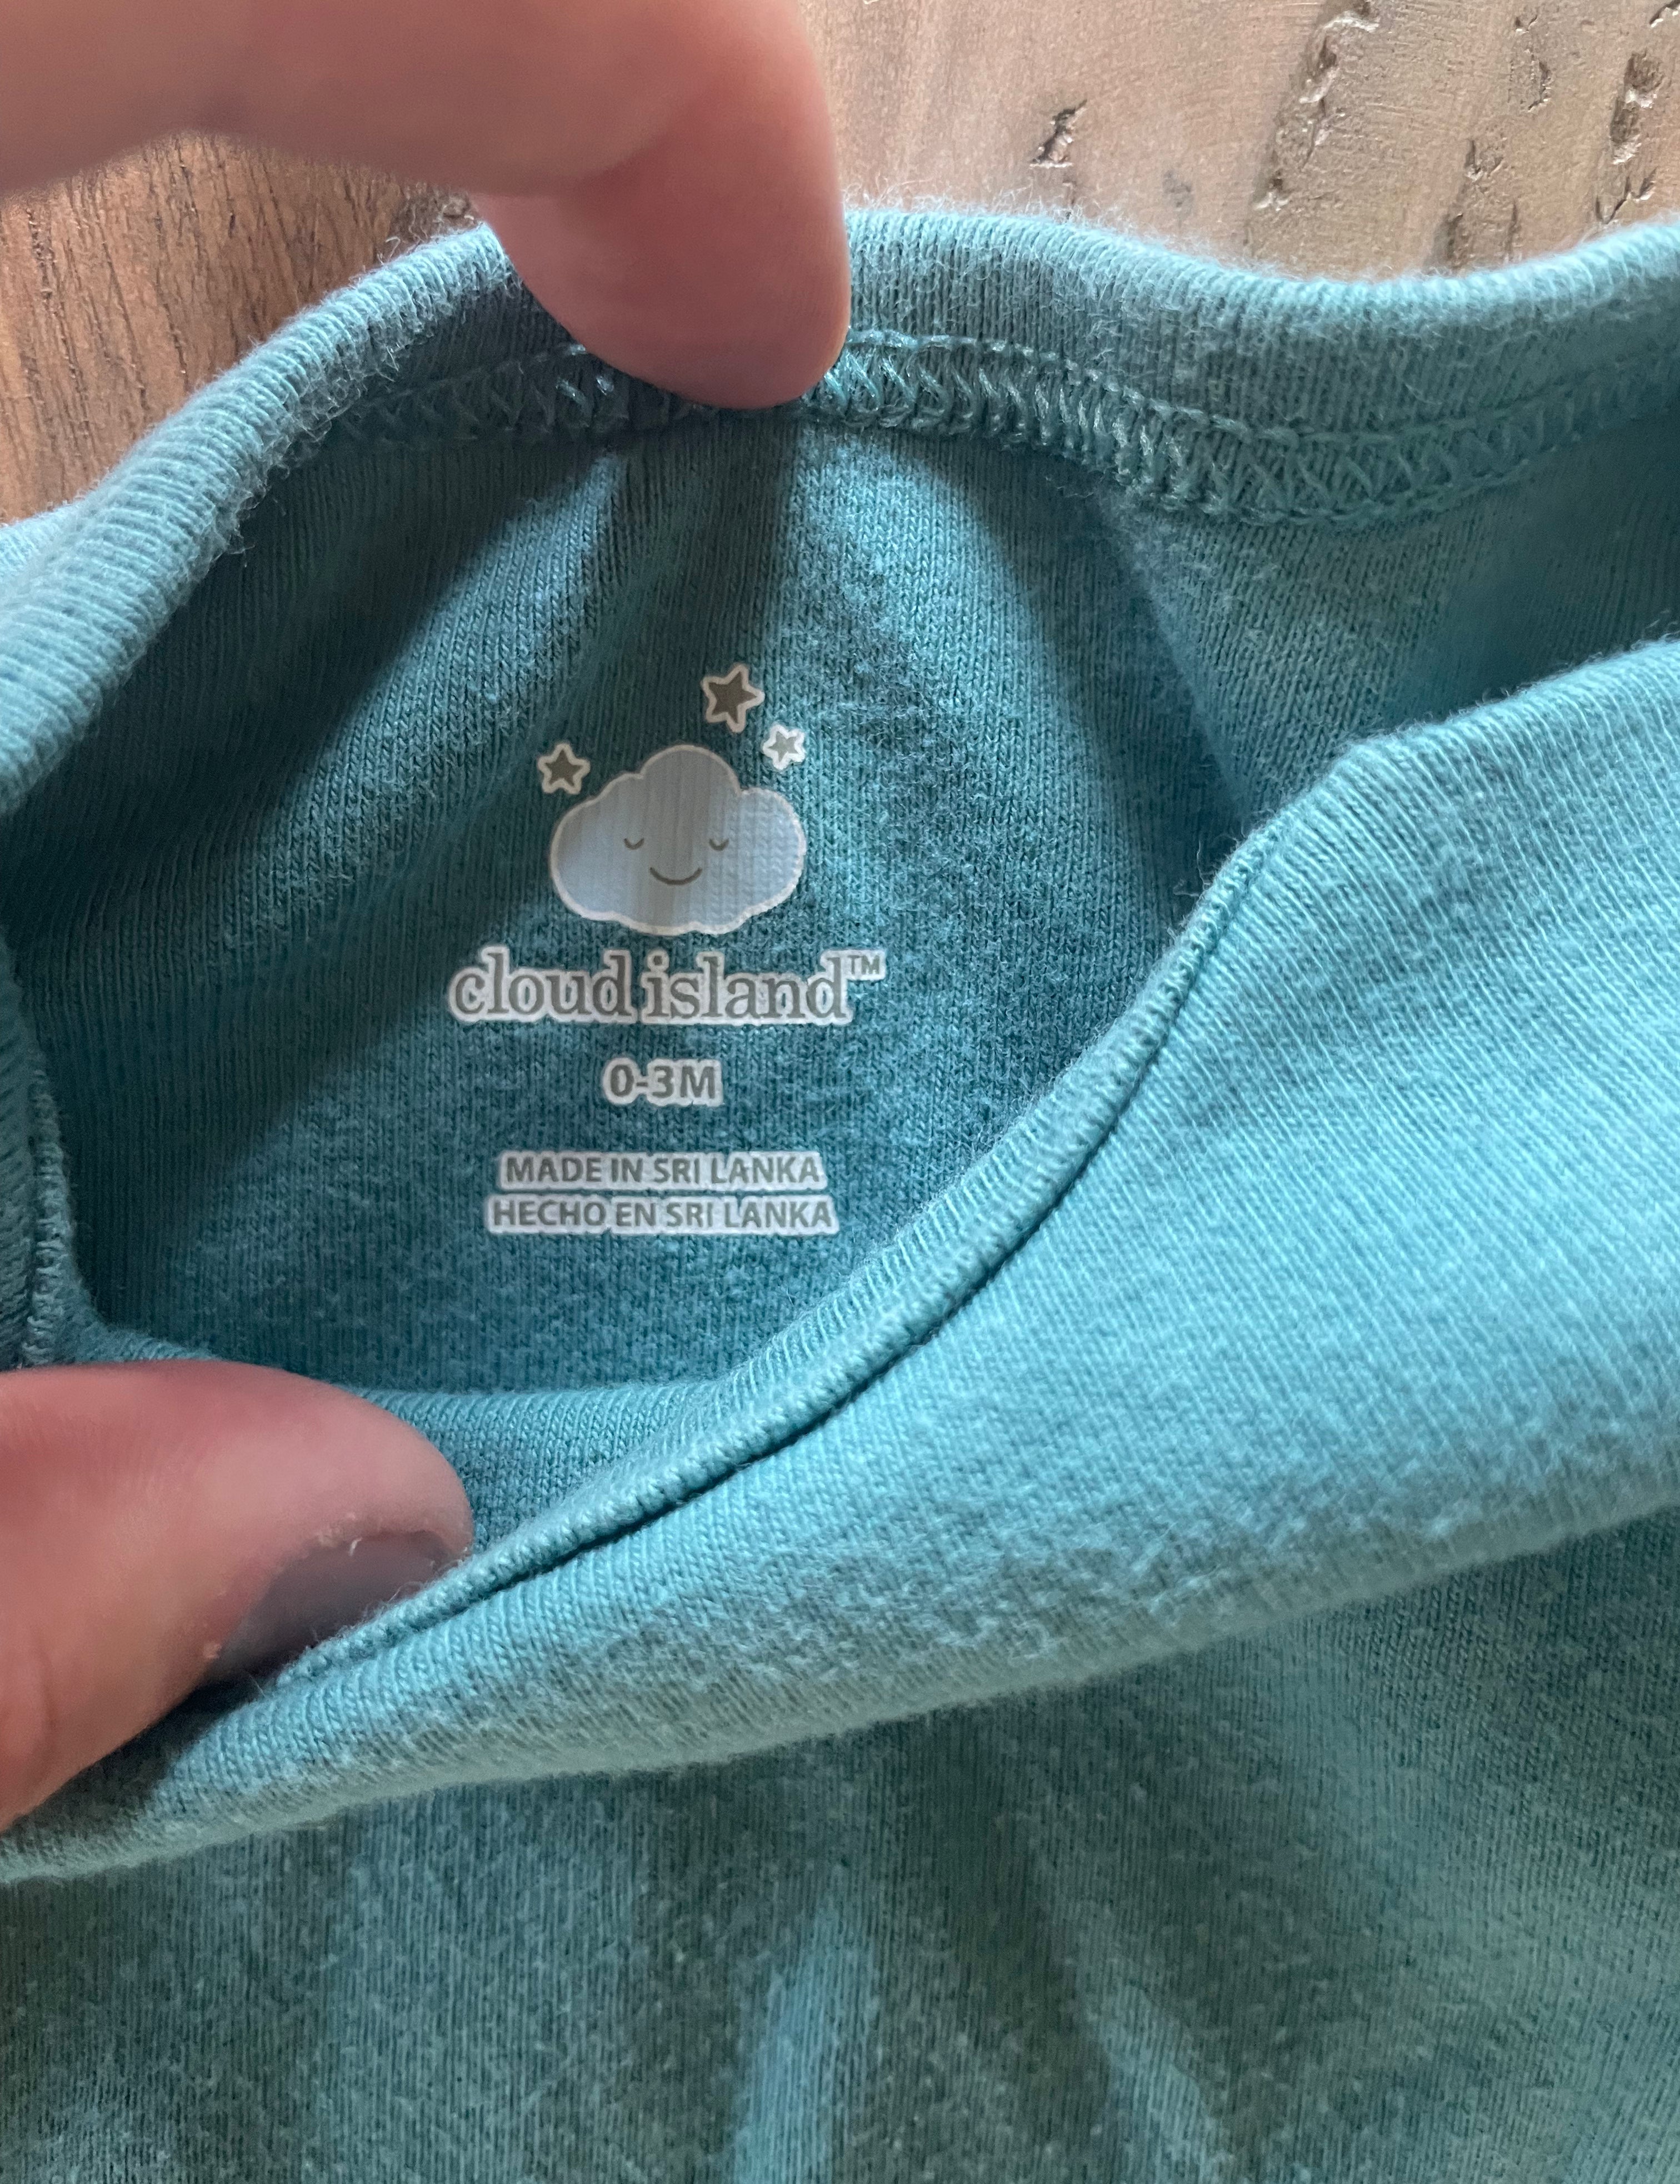 cloud island™
0-3M
MADE IN SRI LANKA
HECHO EN SRI LANKA